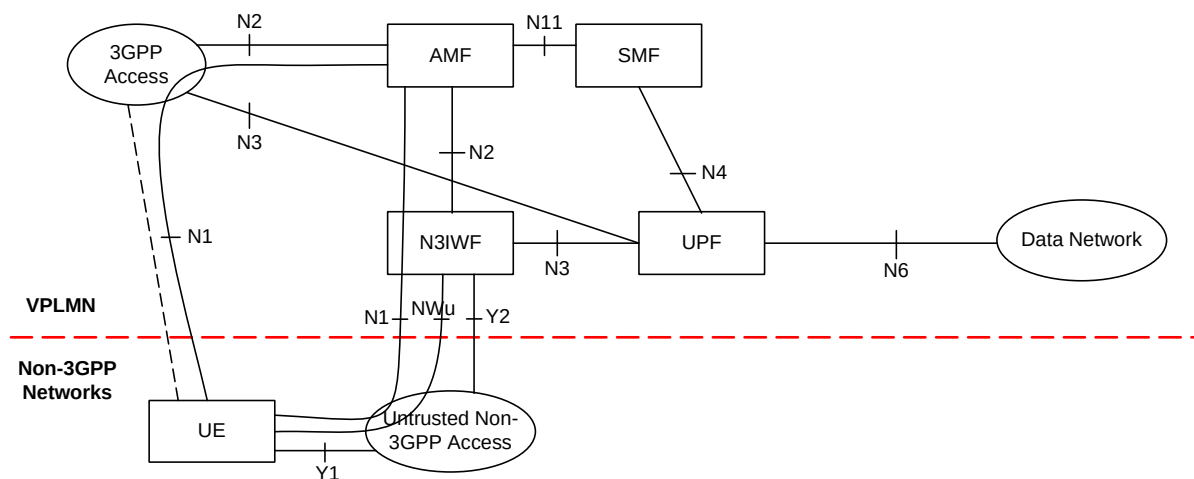 N2
N11
3GPP
Access
AMF
SMF
N3
N2
N4
N1
N3IWF
UPF
Data Network
N3
N6
VPLMN
N1
NWu
Y2
Non-3GPP
Networks
UE
Untrusted Non-
3GPP Access
Y1